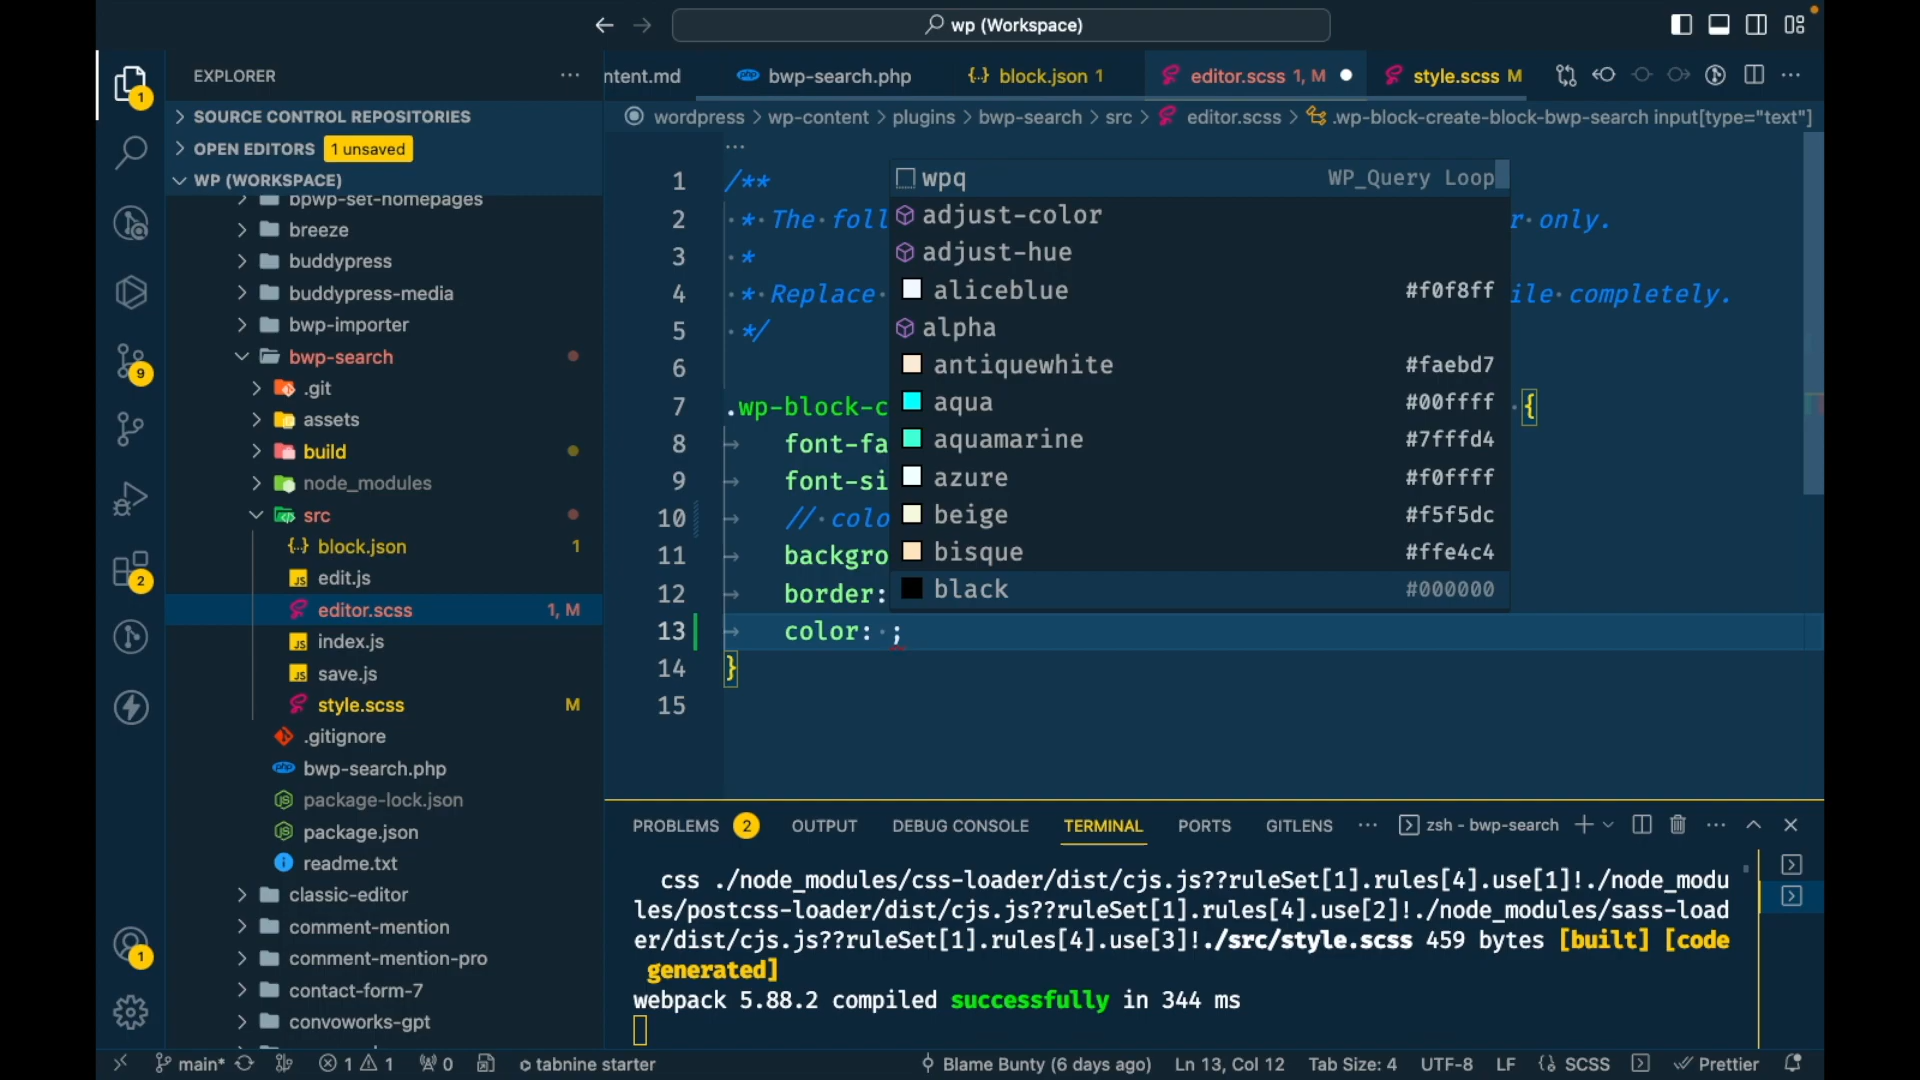 wp (Workspace)
EXPLORER
ntent.md
bwp-search.php
block.json 1
editor.scss 1, M
style.scss M
1
SOURCE CONTROL REPOSITORIES
wordpress > wp-content > plugins > bwp-search > src > editor.scss > .wp-block-create-block-bwp-search input[type="text"]
OPEN EDITORS 1 unsaved
WP (WORKSPACE)
bpwp-set-homepages
breeze
buddypress
buddypress-media
bwp-importer
bwp-search
.git
assets
build
node_modules
src
block.json 1
edit.js
editor.scss 1, M
index.js
save.js
style.scss M
.gitignore
bwp-search.php
package-lock.json
package.json
readme.txt
classic-editor
comment-mention
comment-mention-pro
contact-form-7
convoworks-gpt
9
2
1
...
1 /**
2 * The foll r only.
3 *
4 * Replace ile completely.
5 */
6
7 .wp-block-c {
8 font-fa
9 font-si
10 // colo
11 backgro
12 border:
13 color: ;
14 }
15
wpq WP_Query Loop
adjust-color
adjust-hue
aliceblue #f0f8ff
alpha
antiquewhite #faebd7
aqua #00ffff
aquamarine #7fffd4
azure #f0ffff
beige #f5f5dc
bisque #ffe4c4
black #000000
PROBLEMS 2 OUTPUT DEBUG CONSOLE TERMINAL PORTS GITLENS ... zsh - bwp-search
css ./node_modules/css-loader/dist/cjs.js??ruleSet[1].rules[4].use[1]!./node_modu
les/postcss-loader/dist/cjs.js??ruleSet[1].rules[4].use[2]!./node_modules/sass-load
er/dist/cjs.js??ruleSet[1].rules[4].use[3]!./src/style.scss 459 bytes [built] [code
generated]
webpack 5.88.2 compiled successfully in 344 ms
main* 1 1 0 tabnine starter Blame Bunty (6 days ago) Ln 13, Col 12 Tab Size: 4 UTF-8 LF SCSS Prettier